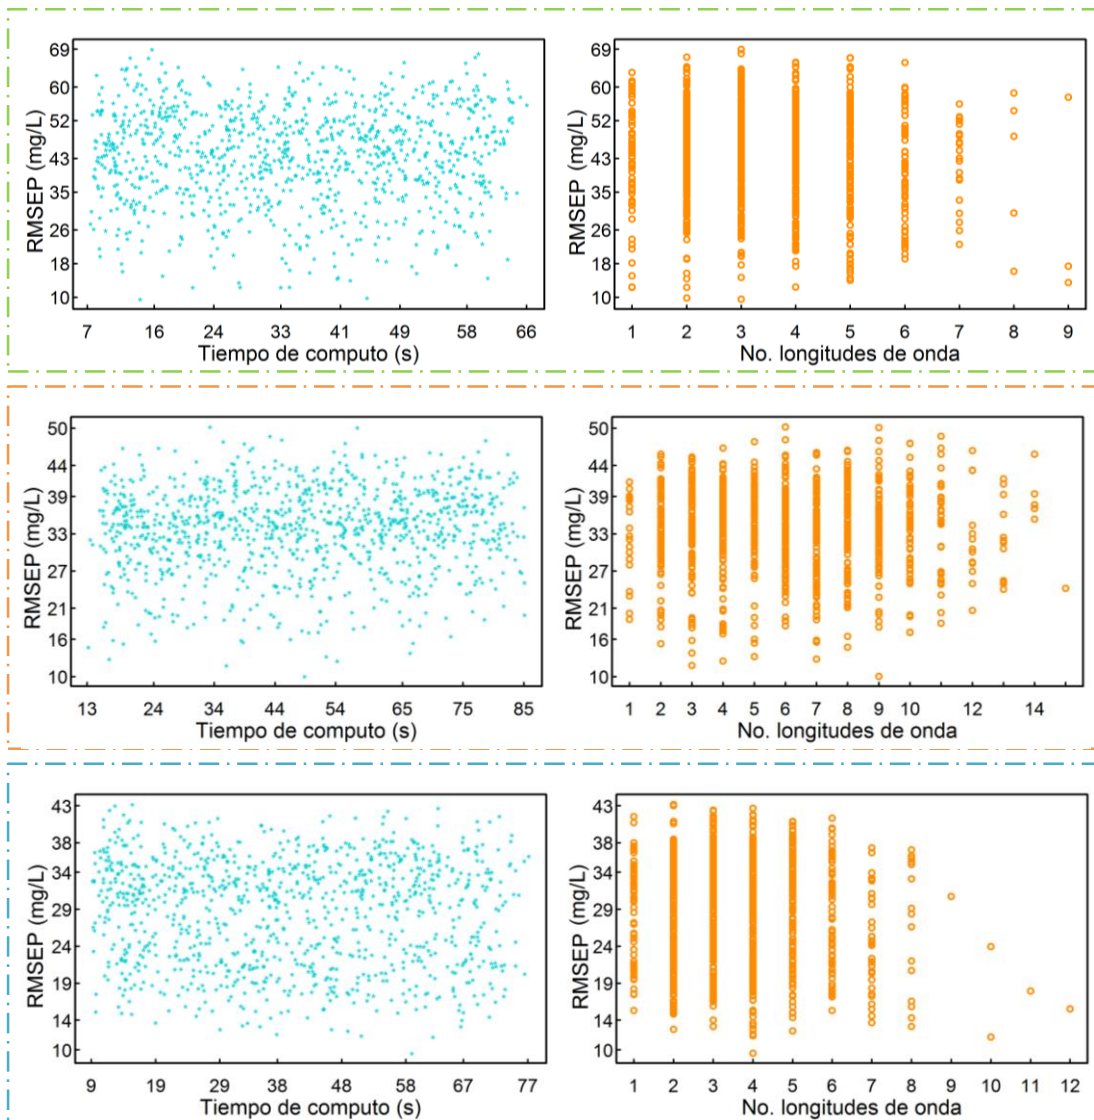 RMSEP (mg/L)
69
60
52
43
35
26
18
10
7 16 24 33 41 49 58 66
Tiempo de computo (s)
RMSEP (mg/L)
69
60
52
43
35
26
18
10
1 2 3 4 5 6 7 8 9
No. longitudes de onda
RMSEP (mg/L)
50
44
39
33
27
21
16
10
13 24 34 44 54 65 75 85
Tiempo de computo (s)
RMSEP (mg/L)
50
44
39
33
27
21
16
10
1 2 3 4 5 6 7 8 9 10 12 14
No. longitudes de onda
RMSEP (mg/L)
43
38
34
29
24
19
14
10
9 19 29 38 48 58 67 77
Tiempo de computo (s)
RMSEP (mg/L)
43
38
34
29
24
19
14
10
1 2 3 4 5 6 7 8 9 10 11 12
No. longitudes de onda